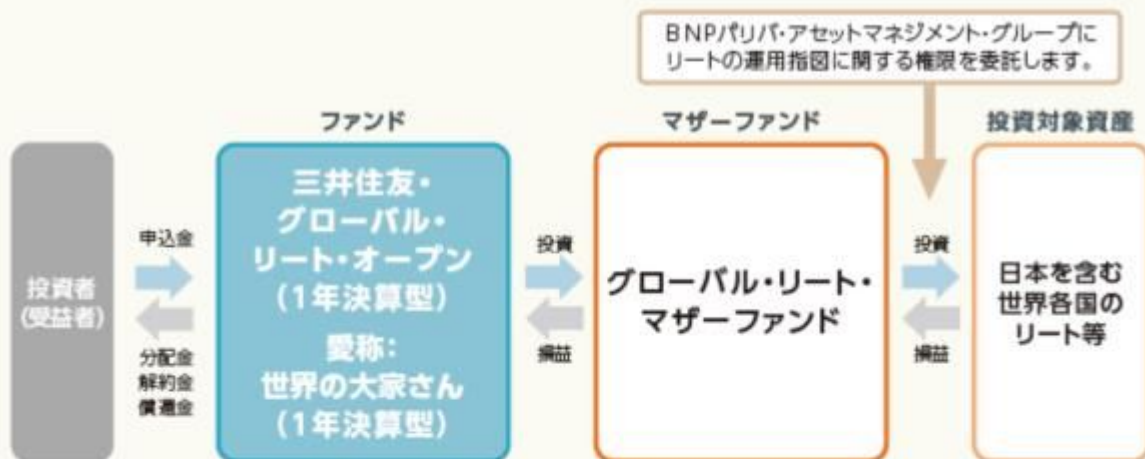 BNPパリバ・アセットマネジメント・グループに
リートの運用指図に関する権限を委託します。
ファンド
マザーファンド
投資対象資産
投資者
(受益者)
申込金
分配金
解約金
償還金
三井住友・
グローバル・
リート・オープン
(1年決算型)
愛称:
世界の大家さん
(1年決算型)
投資
損益
グローバル・リート・
マザーファンド
投資
損益
日本を含む
世界各国の
リート等